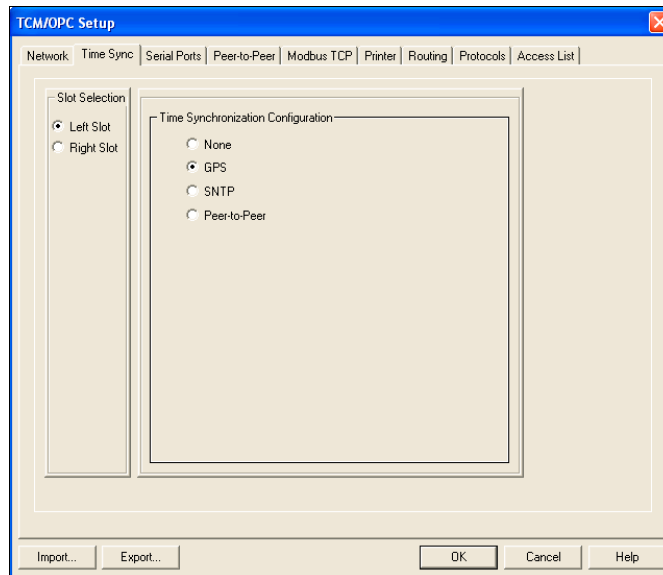 TCM/OPC Setup
Network Time Sync Serial Ports Peer-to-Peer Modbus TCP Printer Routing Protocols Access List
Slot Selection
Left Slot
Right Slot
Time Synchronization Configuration
None
GPS
SNTP
Peer-to-Peer
Import... Export... OK Cancel Help